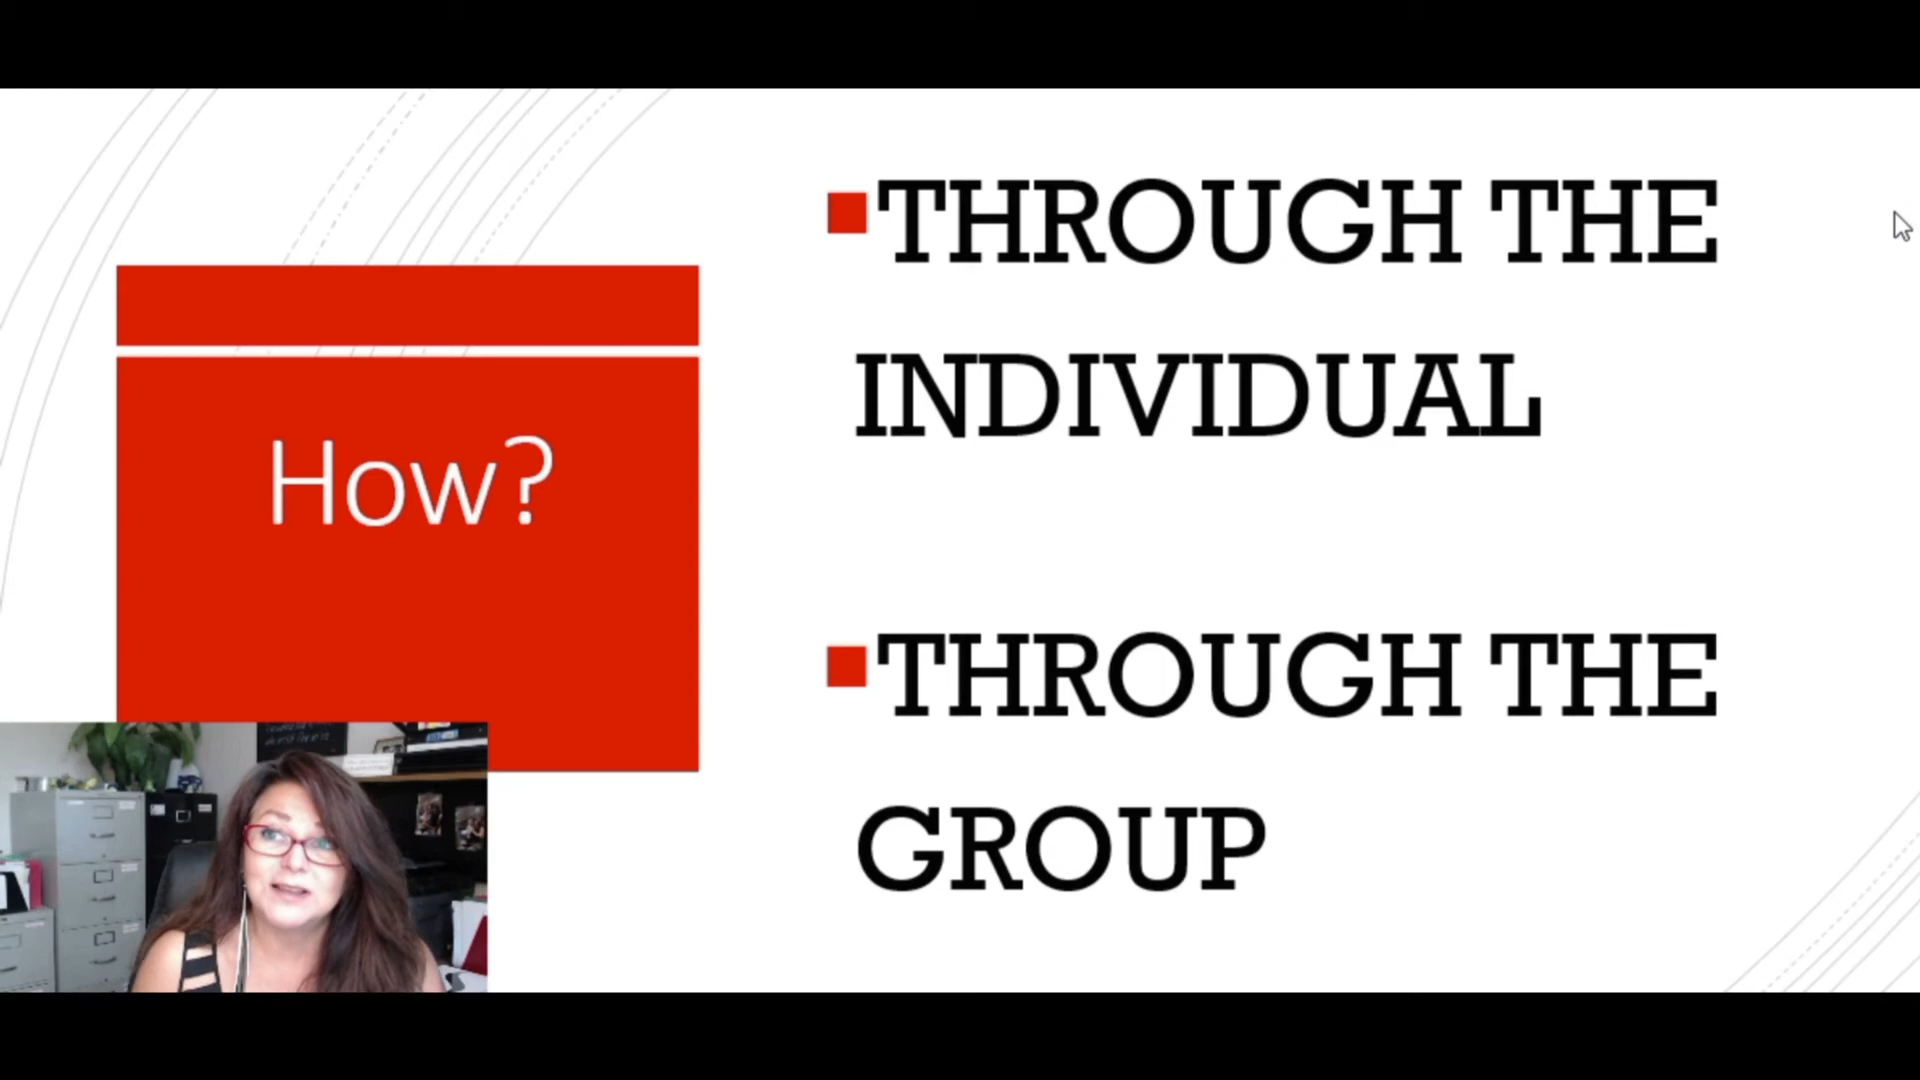 How?
THROUGH THE
INDIVIDUAL
THROUGH THE
GROUP